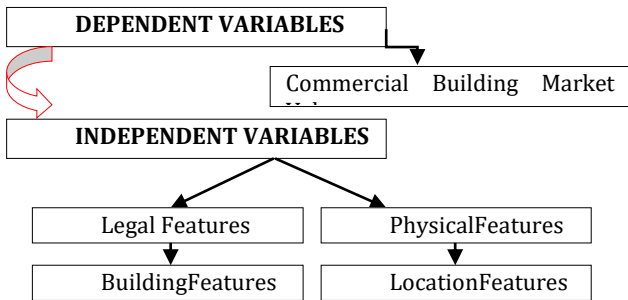 DEPENDENT VARIABLES
Commercial Building Market
INDEPENDENT VARIABLES
Legal Features
PhysicalFeatures
BuildingFeatures
LocationFeatures